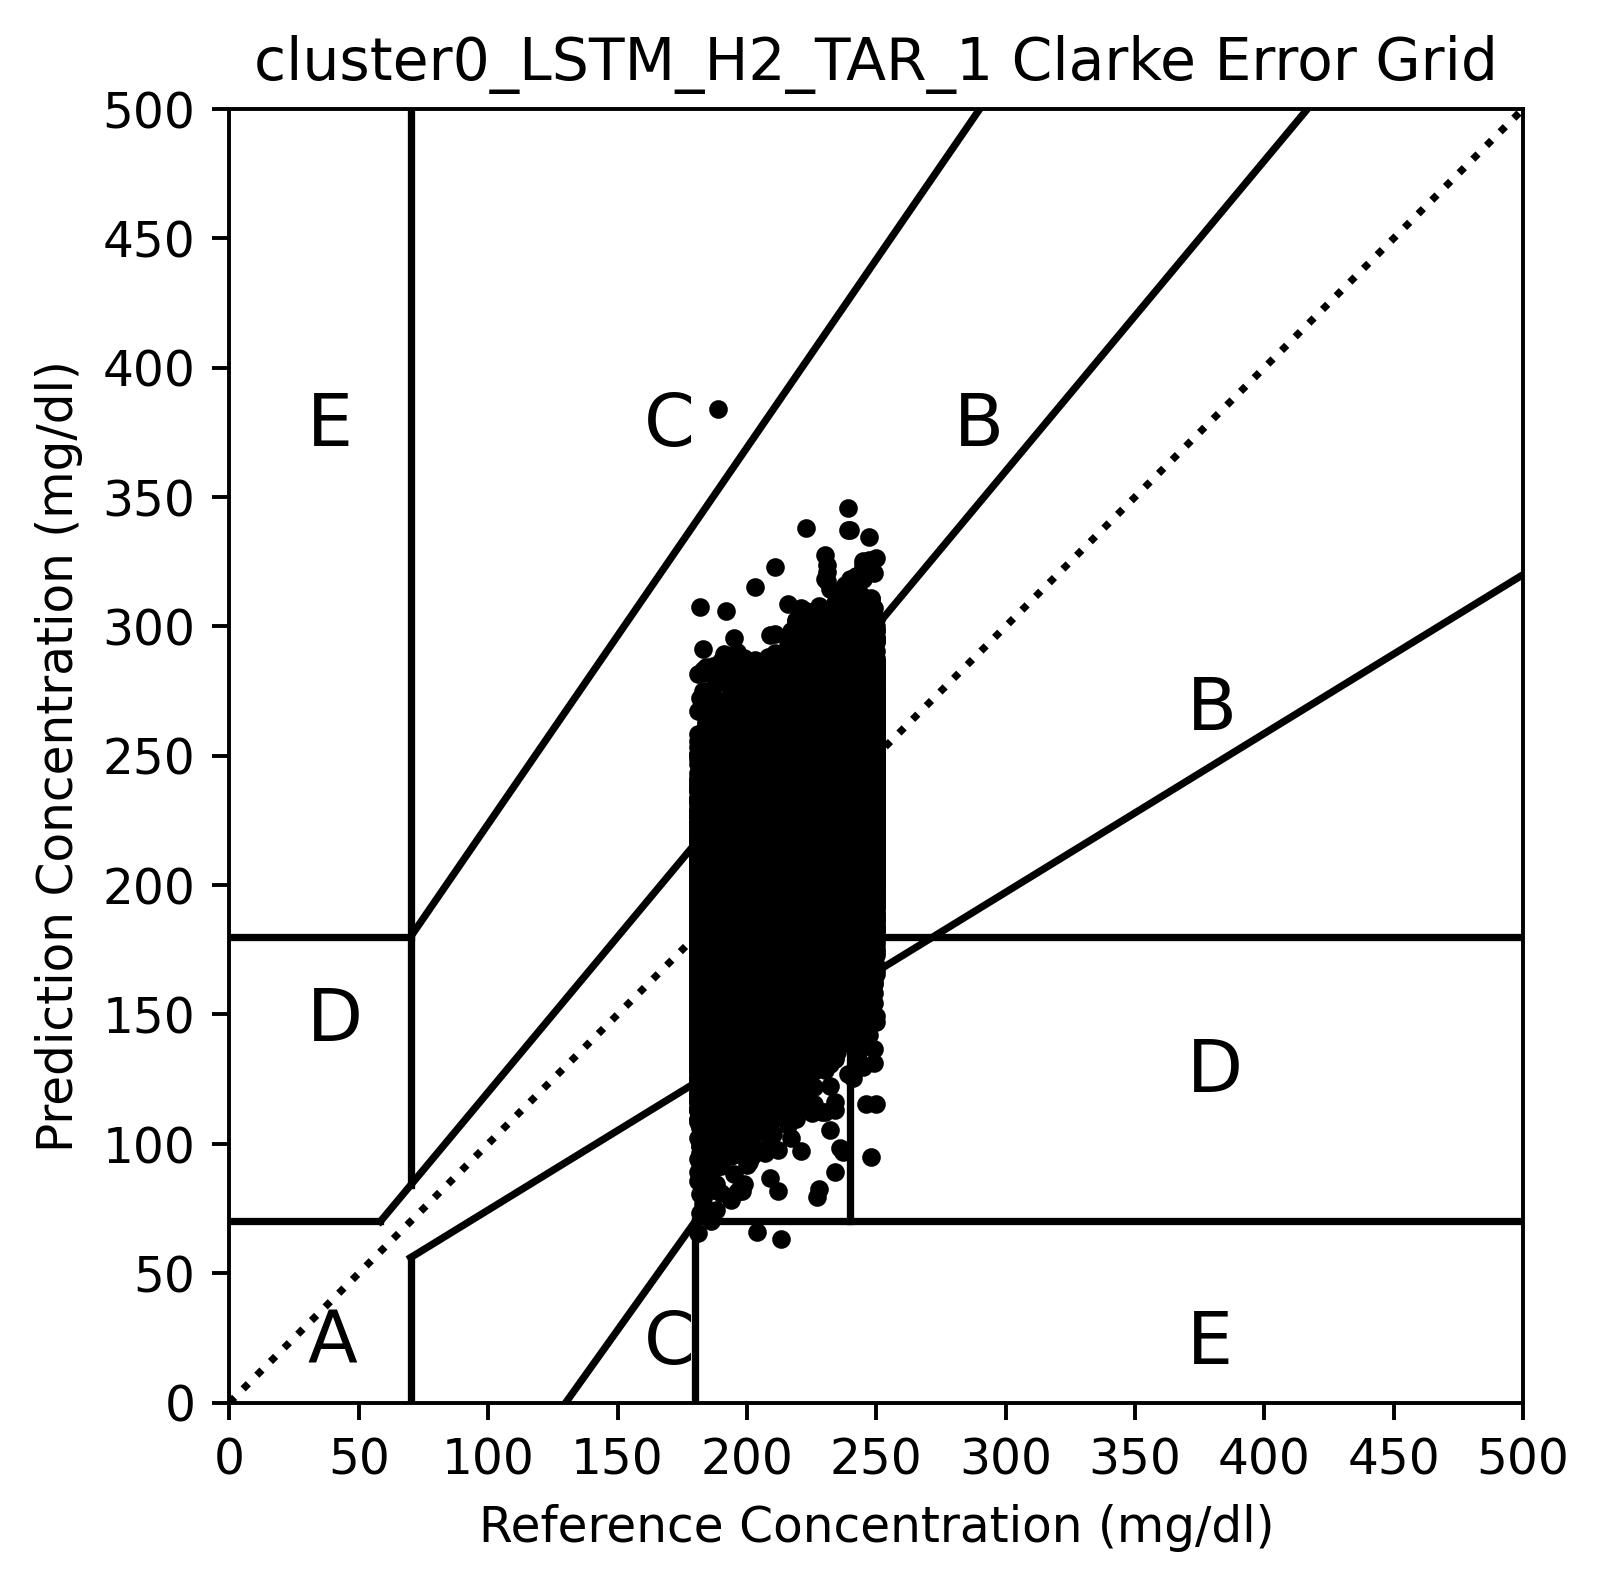 cluster0_LSTM_H2_TAR_1 Clarke Error Grid
500
450
400
350
300
250
200
150
100
50
0
Prediction Concentration (mg/dl)
E
C
B
B
D
D
A
C
E
0 50 100 150 200 250 300 350 400 450 500
Reference Concentration (mg/dl)